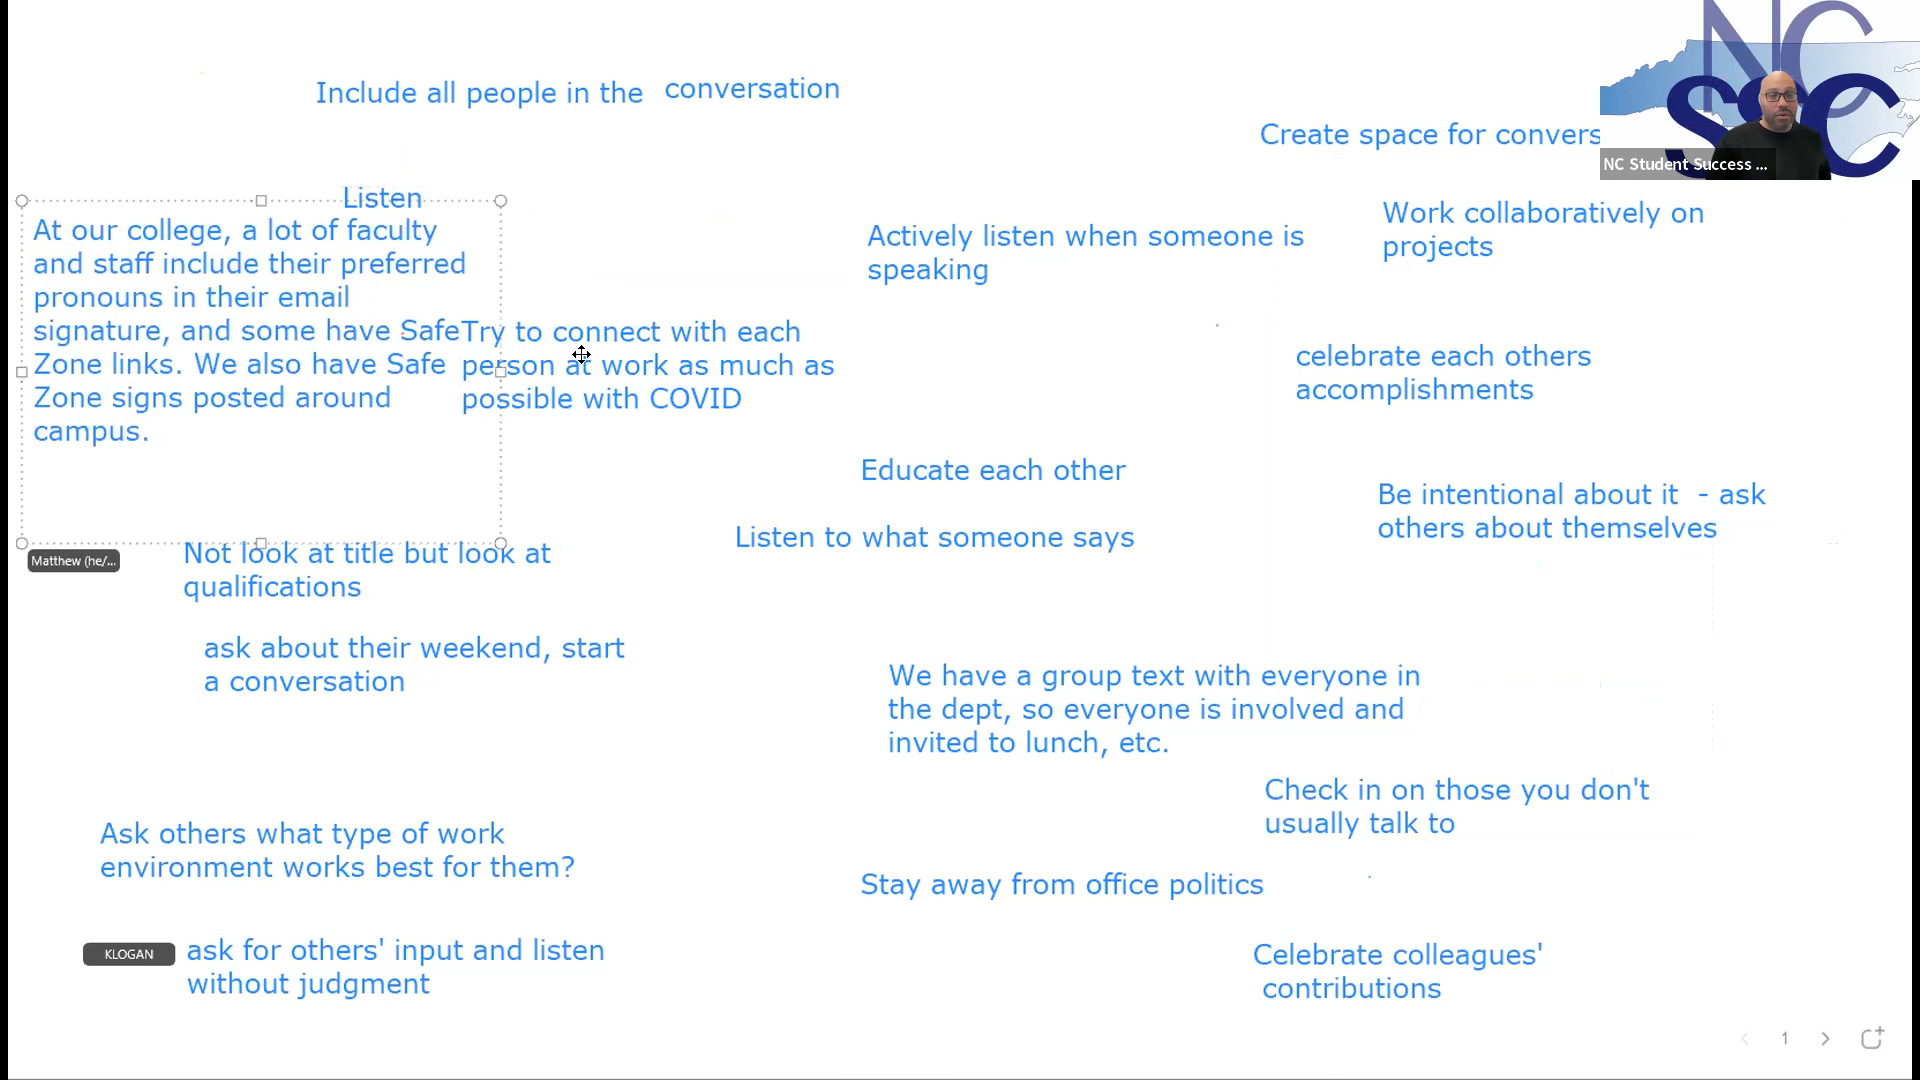 Include all people in the conversation
Create space for convers
NC
SSC
NC Student Success ...
Listen
At our college, a lot of faculty
and staff include their preferred
pronouns in their email
signature, and some have Safe
Zone links. We also have Safe
Zone signs posted around
campus.
Matthew (he/...
Try to connect with each
person at work as much as
possible with COVID
Actively listen when someone is
speaking
Work collaboratively on
projects
celebrate each others
accomplishments
Educate each other
Listen to what someone says
Be intentional about it - ask
others about themselves
Not look at title but look at
qualifications
ask about their weekend, start
a conversation
We have a group text with everyone in
the dept, so everyone is involved and
invited to lunch, etc.
Check in on those you don't
usually talk to
Ask others what type of work
environment works best for them?
Stay away from office politics
KLOGAN
ask for others' input and listen
without judgment
Celebrate colleagues'
contributions
1